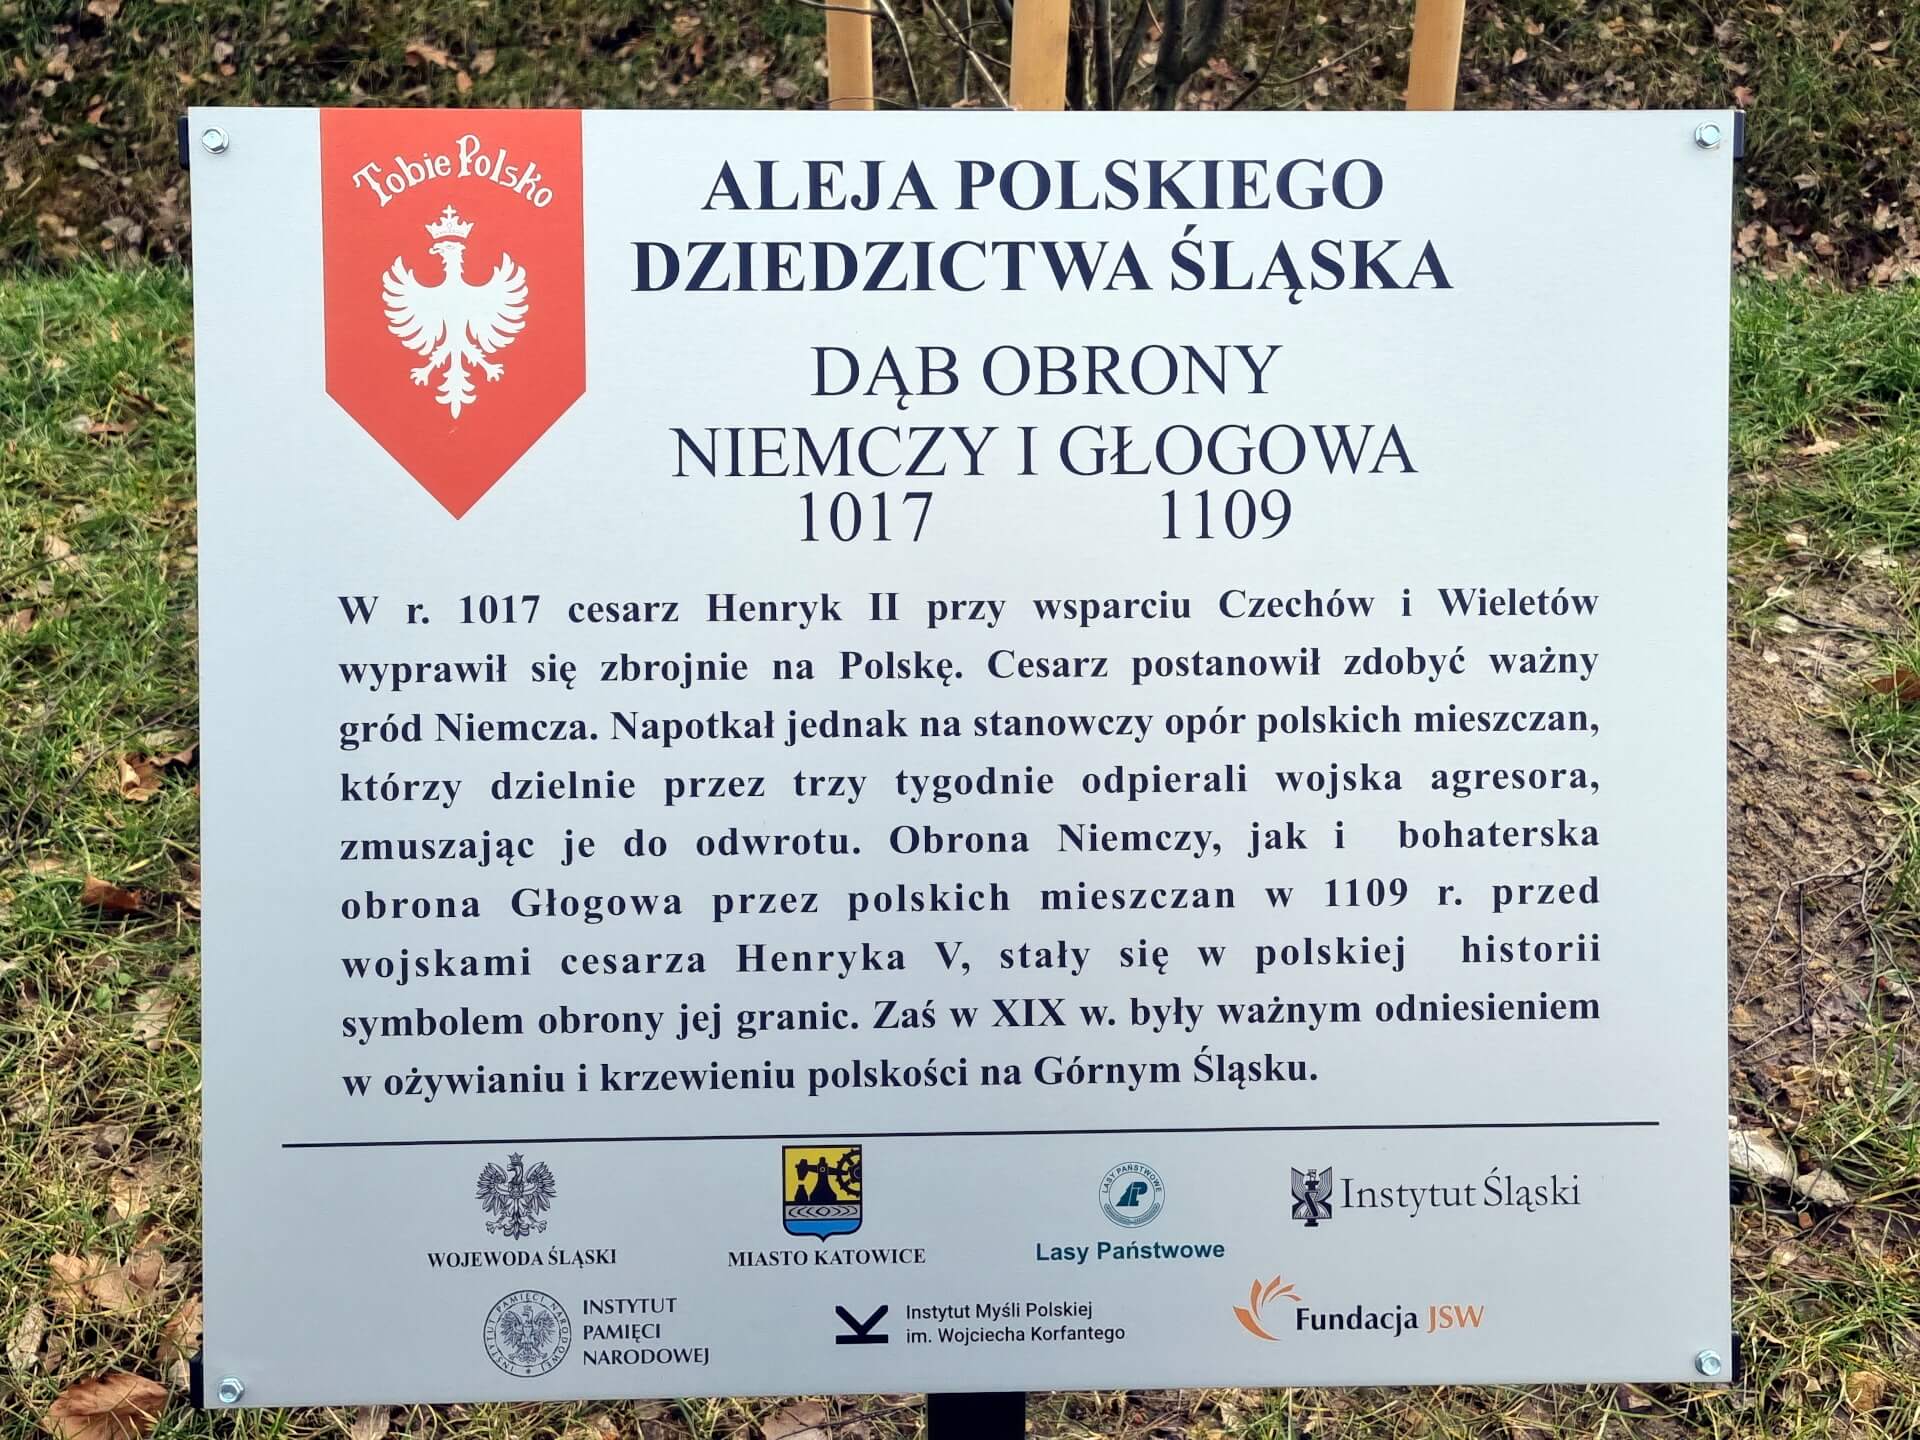 Tobie Polsko
ALEJA POLSKIEGO
DZIEDZICTWA ŚLĄSKA
DĄB OBRONY
NIEMCZY I GŁOGOWA
1017 1109
W r. 1017 cesarz Henryk II przy wsparciu Czechów i Wieletów
wyprawił się zbrojnie na Polskę. Cesarz postanowił zdobyć ważny
gród Niemcza. Napotkał jednak na stanowczy opór polskich mieszczan,
którzy dzielnie przez trzy tygodnie odpierali wojska agresora,
zmuszając je do odwrotu. Obrona Niemczy, jak i bohaterska
obrona Głogowa przez polskich mieszczan w 1109 r. przed
wojskami cesarza Henryka V, stały się w polskiej historii
symbolem obrony jej granic. Zaś w XIX w. były ważnym odniesieniem
w ożywianiu i krzewieniu polskości na Górnym Śląsku.
WOJEWODA ŚLĄSKI
MIASTO KATOWICE
LASY PAŃSTWOWE
Lasy Państwowe
Instytut Śląski
INSTYTUT PAMIĘCI NARODOWEJ
INSTYTUT
PAMIĘCI
NARODOWEJ
Instytut Myśli Polskiej
im. Wojciecha Korfantego
Fundacja JSW